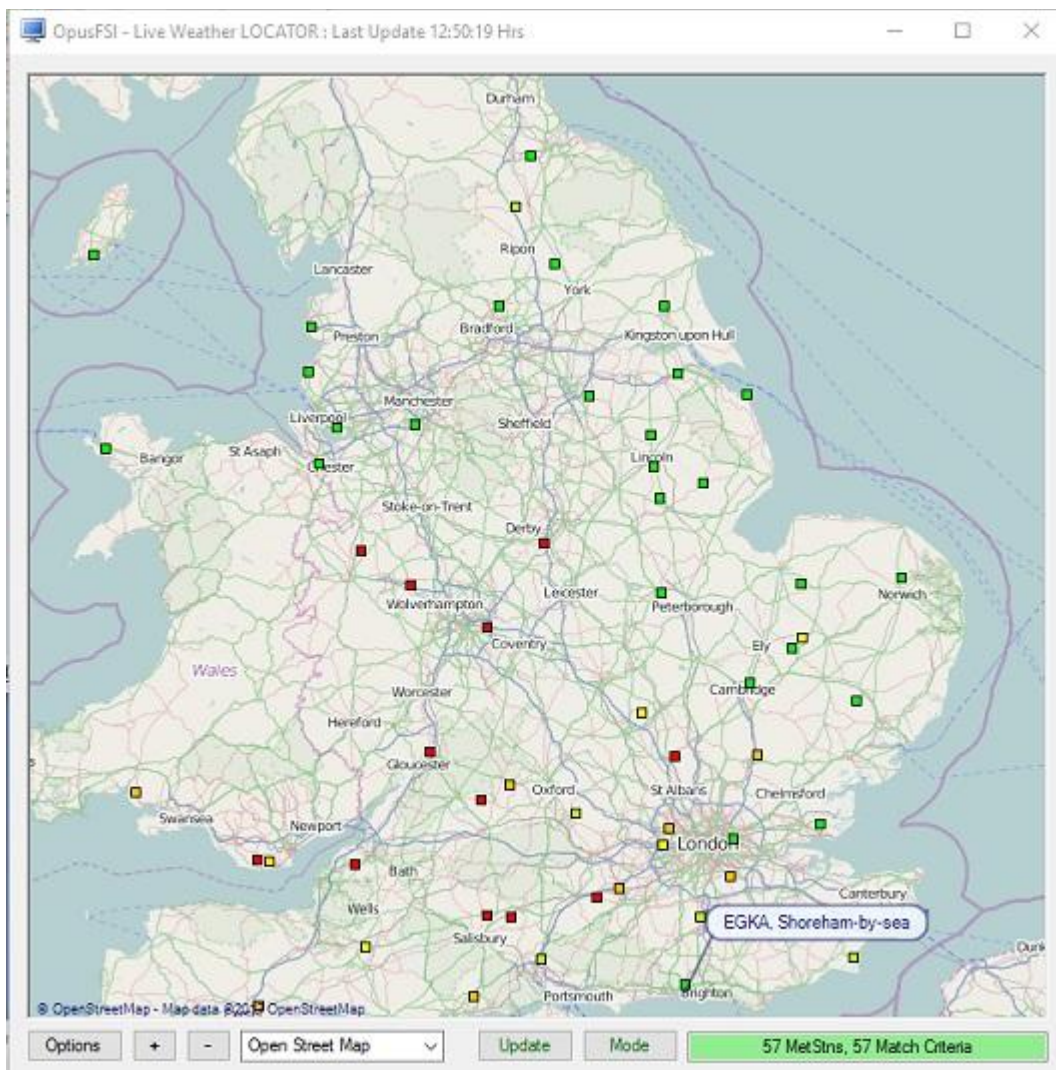 OpusFSI - Live Weather LOCATOR : Last Update 12:50:19 Hrs
Durham
Ripon
York
Lancaster
Preston
Bradford
Kingston upon Hull
Manchester
Liverpool
Sheffield
Bangor
St Asaph
Chester
Lincoln
Stoke-on-Trent
Derby
Wolverhampton
Leicester
Peterborough
Norwich
Coventry
Ely
Wales
Worcester
Cambridge
Hereford
Gloucester
Oxford
St Albans
Chelmsford
Swansea
Newport
London
Bath
Canterbury
Wells
EGKA, Shoreham-by-sea
Salisbury
Portsmouth
Brighton
© OpenStreetMap - Map data OpenStreetMap
Options + - Open Street Map Update Mode 57 MetStns, 57 Match Criteria